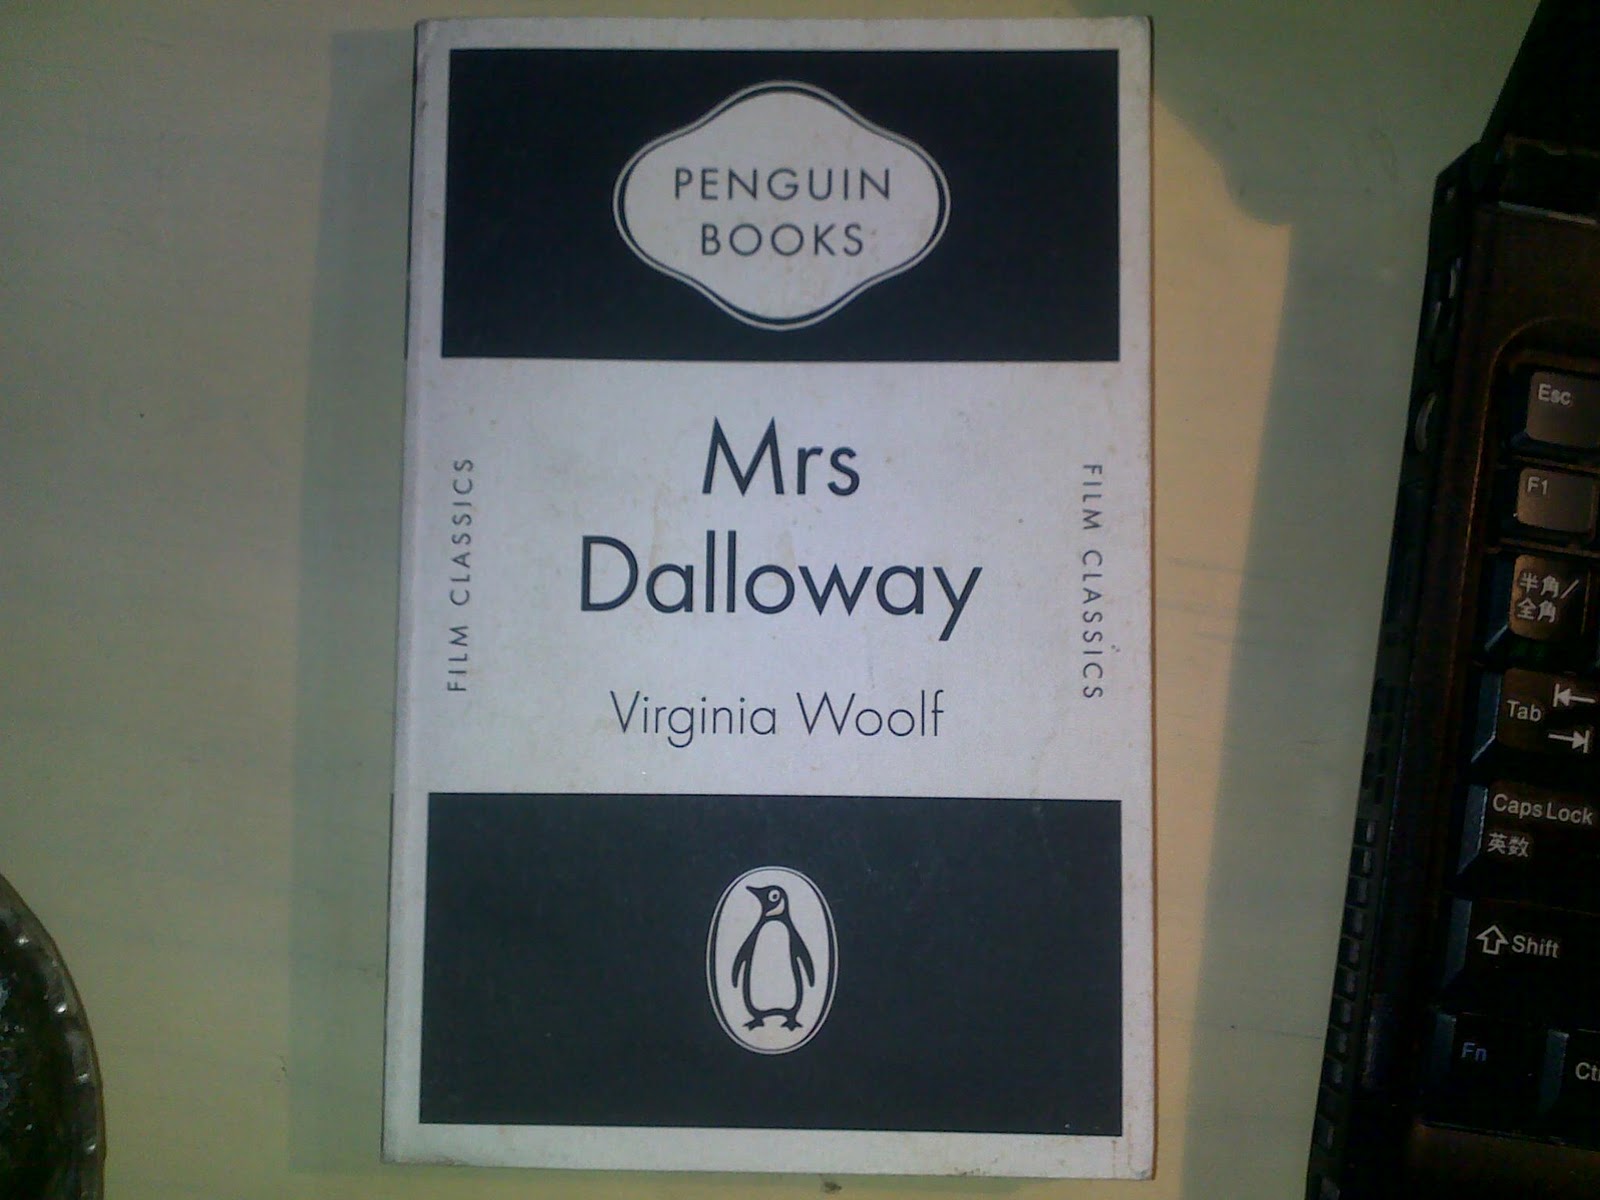 PENGUIN
BOOKS
Mrs
Dalloway
Virginia Woolf
FILM CLASSICS
FILM CLASSICS
Esc
F1
半角/
全角
Tab
Caps Lock
英数
Shift
Fn